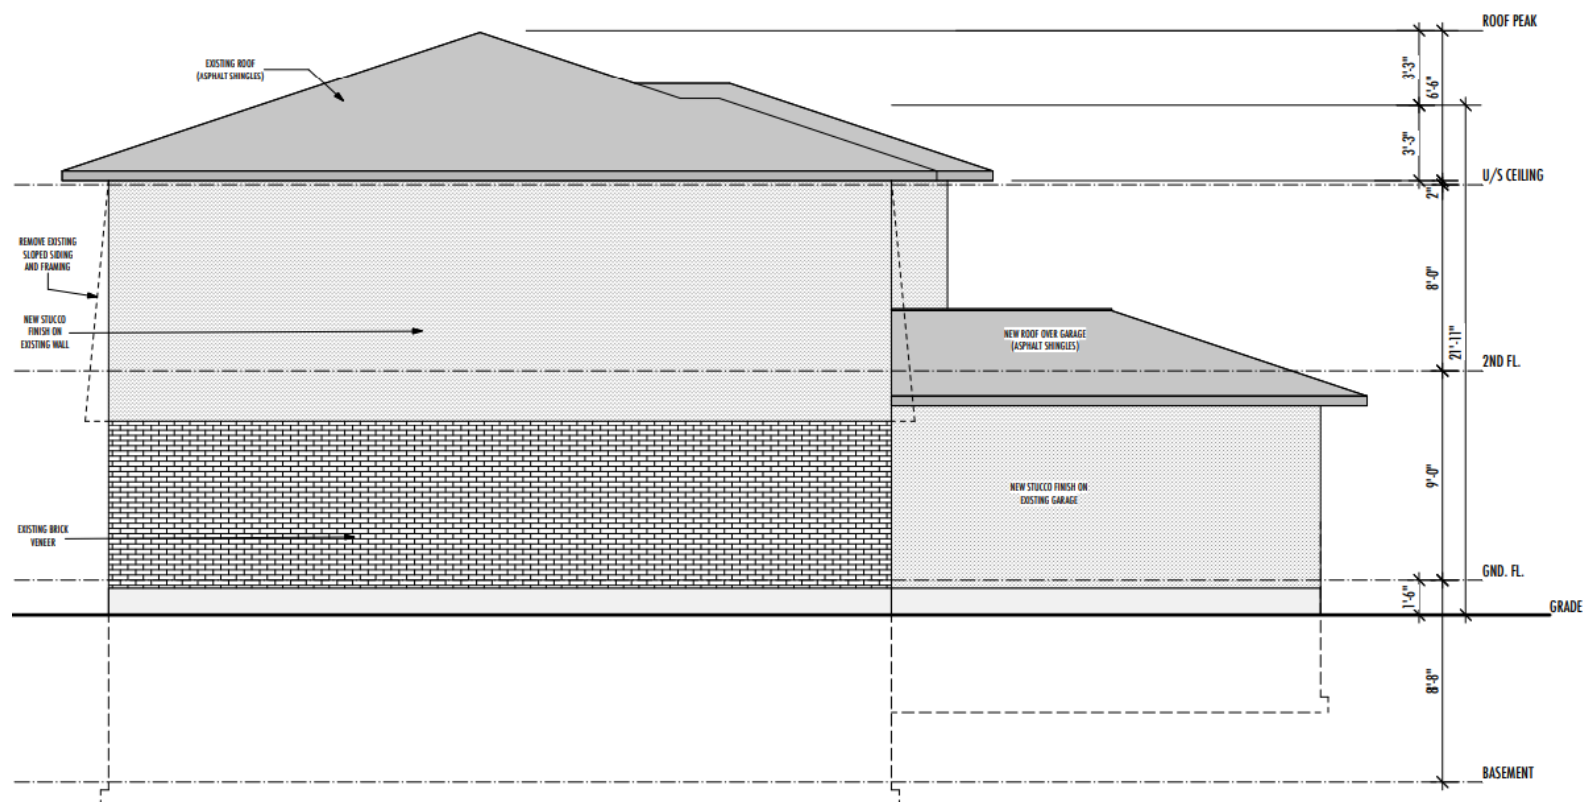 ROOF PEAK
EXISTING ROOF
(ASPHALT SHINGLES)
3'-3"
6'-6"
3'-3"
U/S CEILING
2"
REMOVE EXISTING
SLOPED SIDING
AND FRAMING
8'-0"
NEW STUCCO
FINISH ON
EXISTING WALL
NEW ROOF OVER GARAGE
(ASPHALT SHINGLES)
21'-11"
2ND FL.
9'-0"
NEW STUCCO FINISH ON
EXISTING GARAGE
EXISTING BRICK
VENEER
GND. FL.
1'-6"
GRADE
8'-8"
BASEMENT